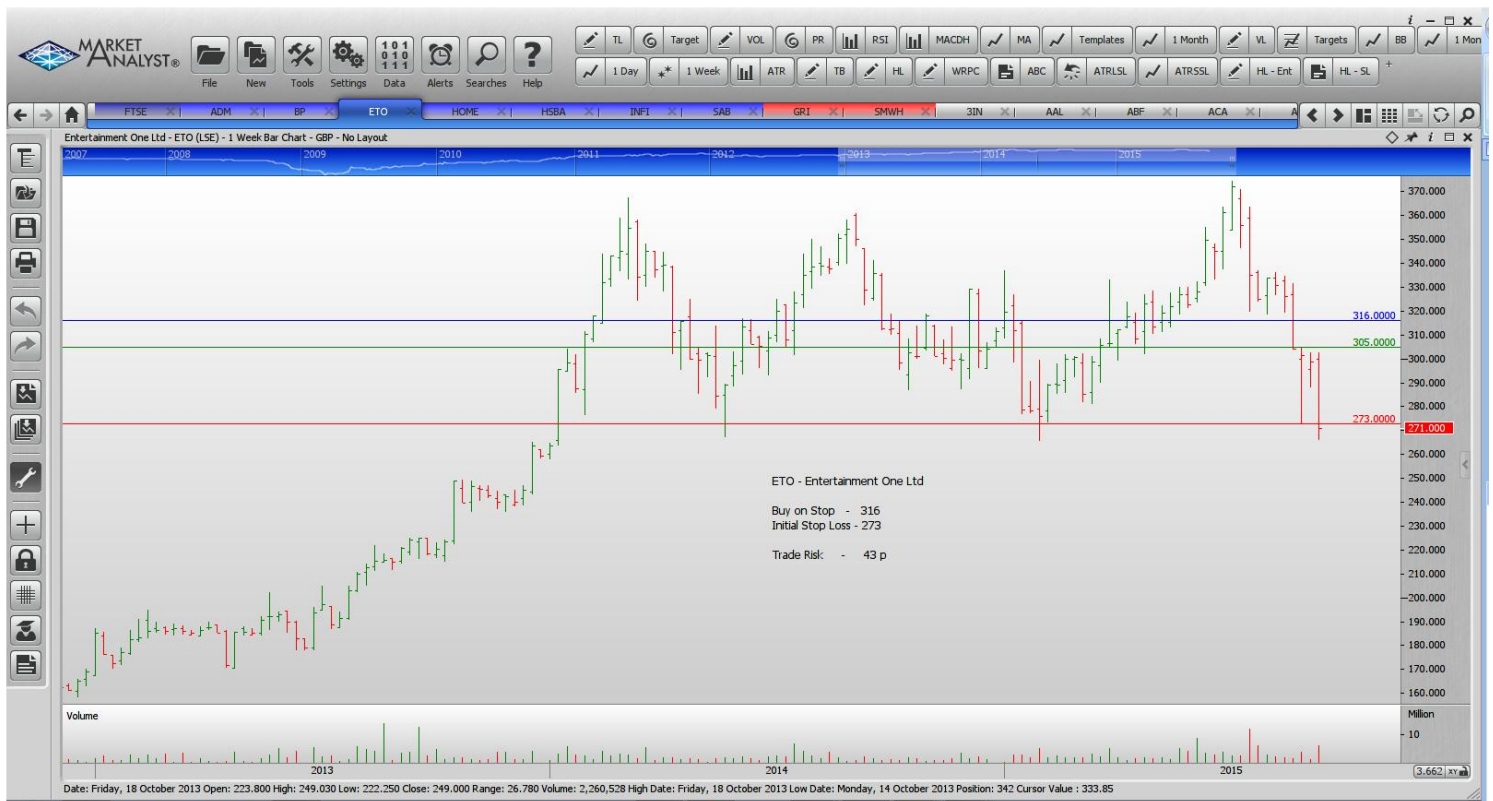 MARKET
ANALYST®
File New Tools Settings Data Alerts Searches Help
TL Target VOL PR RSI MACDH MA Templates 1 Month VL Targets BB 1 Mon
1 Day 1 Week ATR TB HL WRPC ABC ATRLSL ATRSSL HL - Ent HL - SL +
FTSE ADM BP ETO HOME HSBA INFI SAB GRI SMWH 3IN AAL ABF ACA A
Entertainment One Ltd - ETO (LSE) - 1 Week Bar Chart - GBP - No Layout
2007 2008 2009 2010 2011 2012 2013 2014 2015
370.000
360.000
350.000
340.000
330.000
320.000
316.0000
310.000
305.0000
300.000
290.000
280.000
273.0000
271.000
260.000
250.000
240.000
230.000
220.000
210.000
200.000
190.000
180.000
170.000
160.000
ETO - Entertainment One Ltd
Buy on Stop - 316
Initial Stop Loss - 273
Trade Risk - 43 p
Volume
Million
10
2013 2014 2015
3.662 XY
Date: Friday, 18 October 2013 Open: 223.800 High: 249.030 Low: 222.250 Close: 249.000 Range: 26.780 Volume: 2,260,528 High Date: Friday, 18 October 2013 Low Date: Monday, 14 October 2013 Position: 342 Cursor Value : 333.85